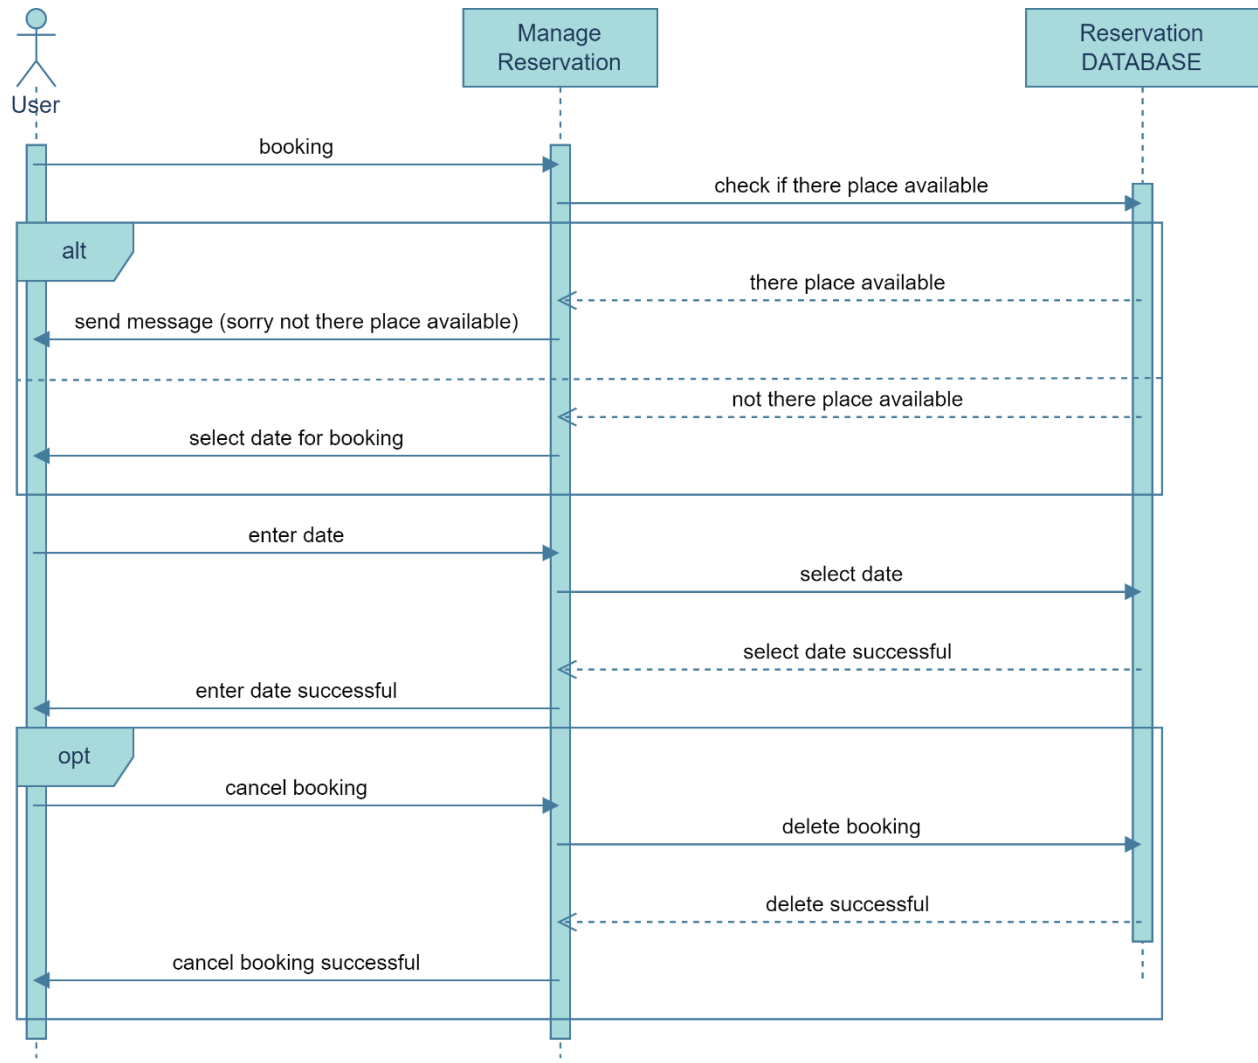 User
Manage
Reservation
Reservation
DATABASE
booking
check if there place available
alt
there place available
send message (sorry not there place available)
not there place available
select date for booking
enter date
select date
select date successful
enter date successful
opt
cancel booking
delete booking
delete successful
cancel booking successful